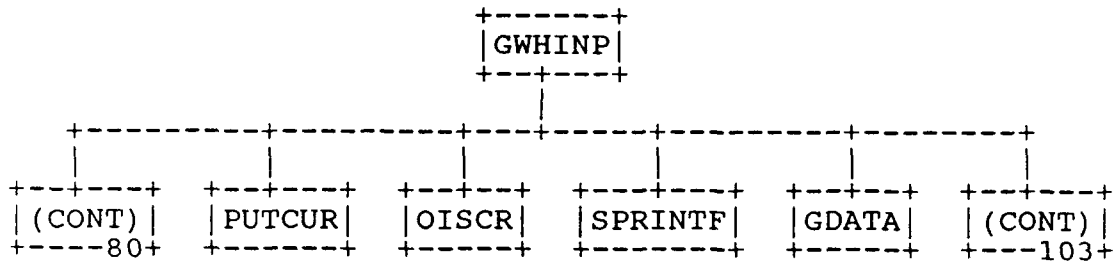 GWHINP
(CONT) PUTCUR OISCR SPRINTF GDATA (CONT)
80 103